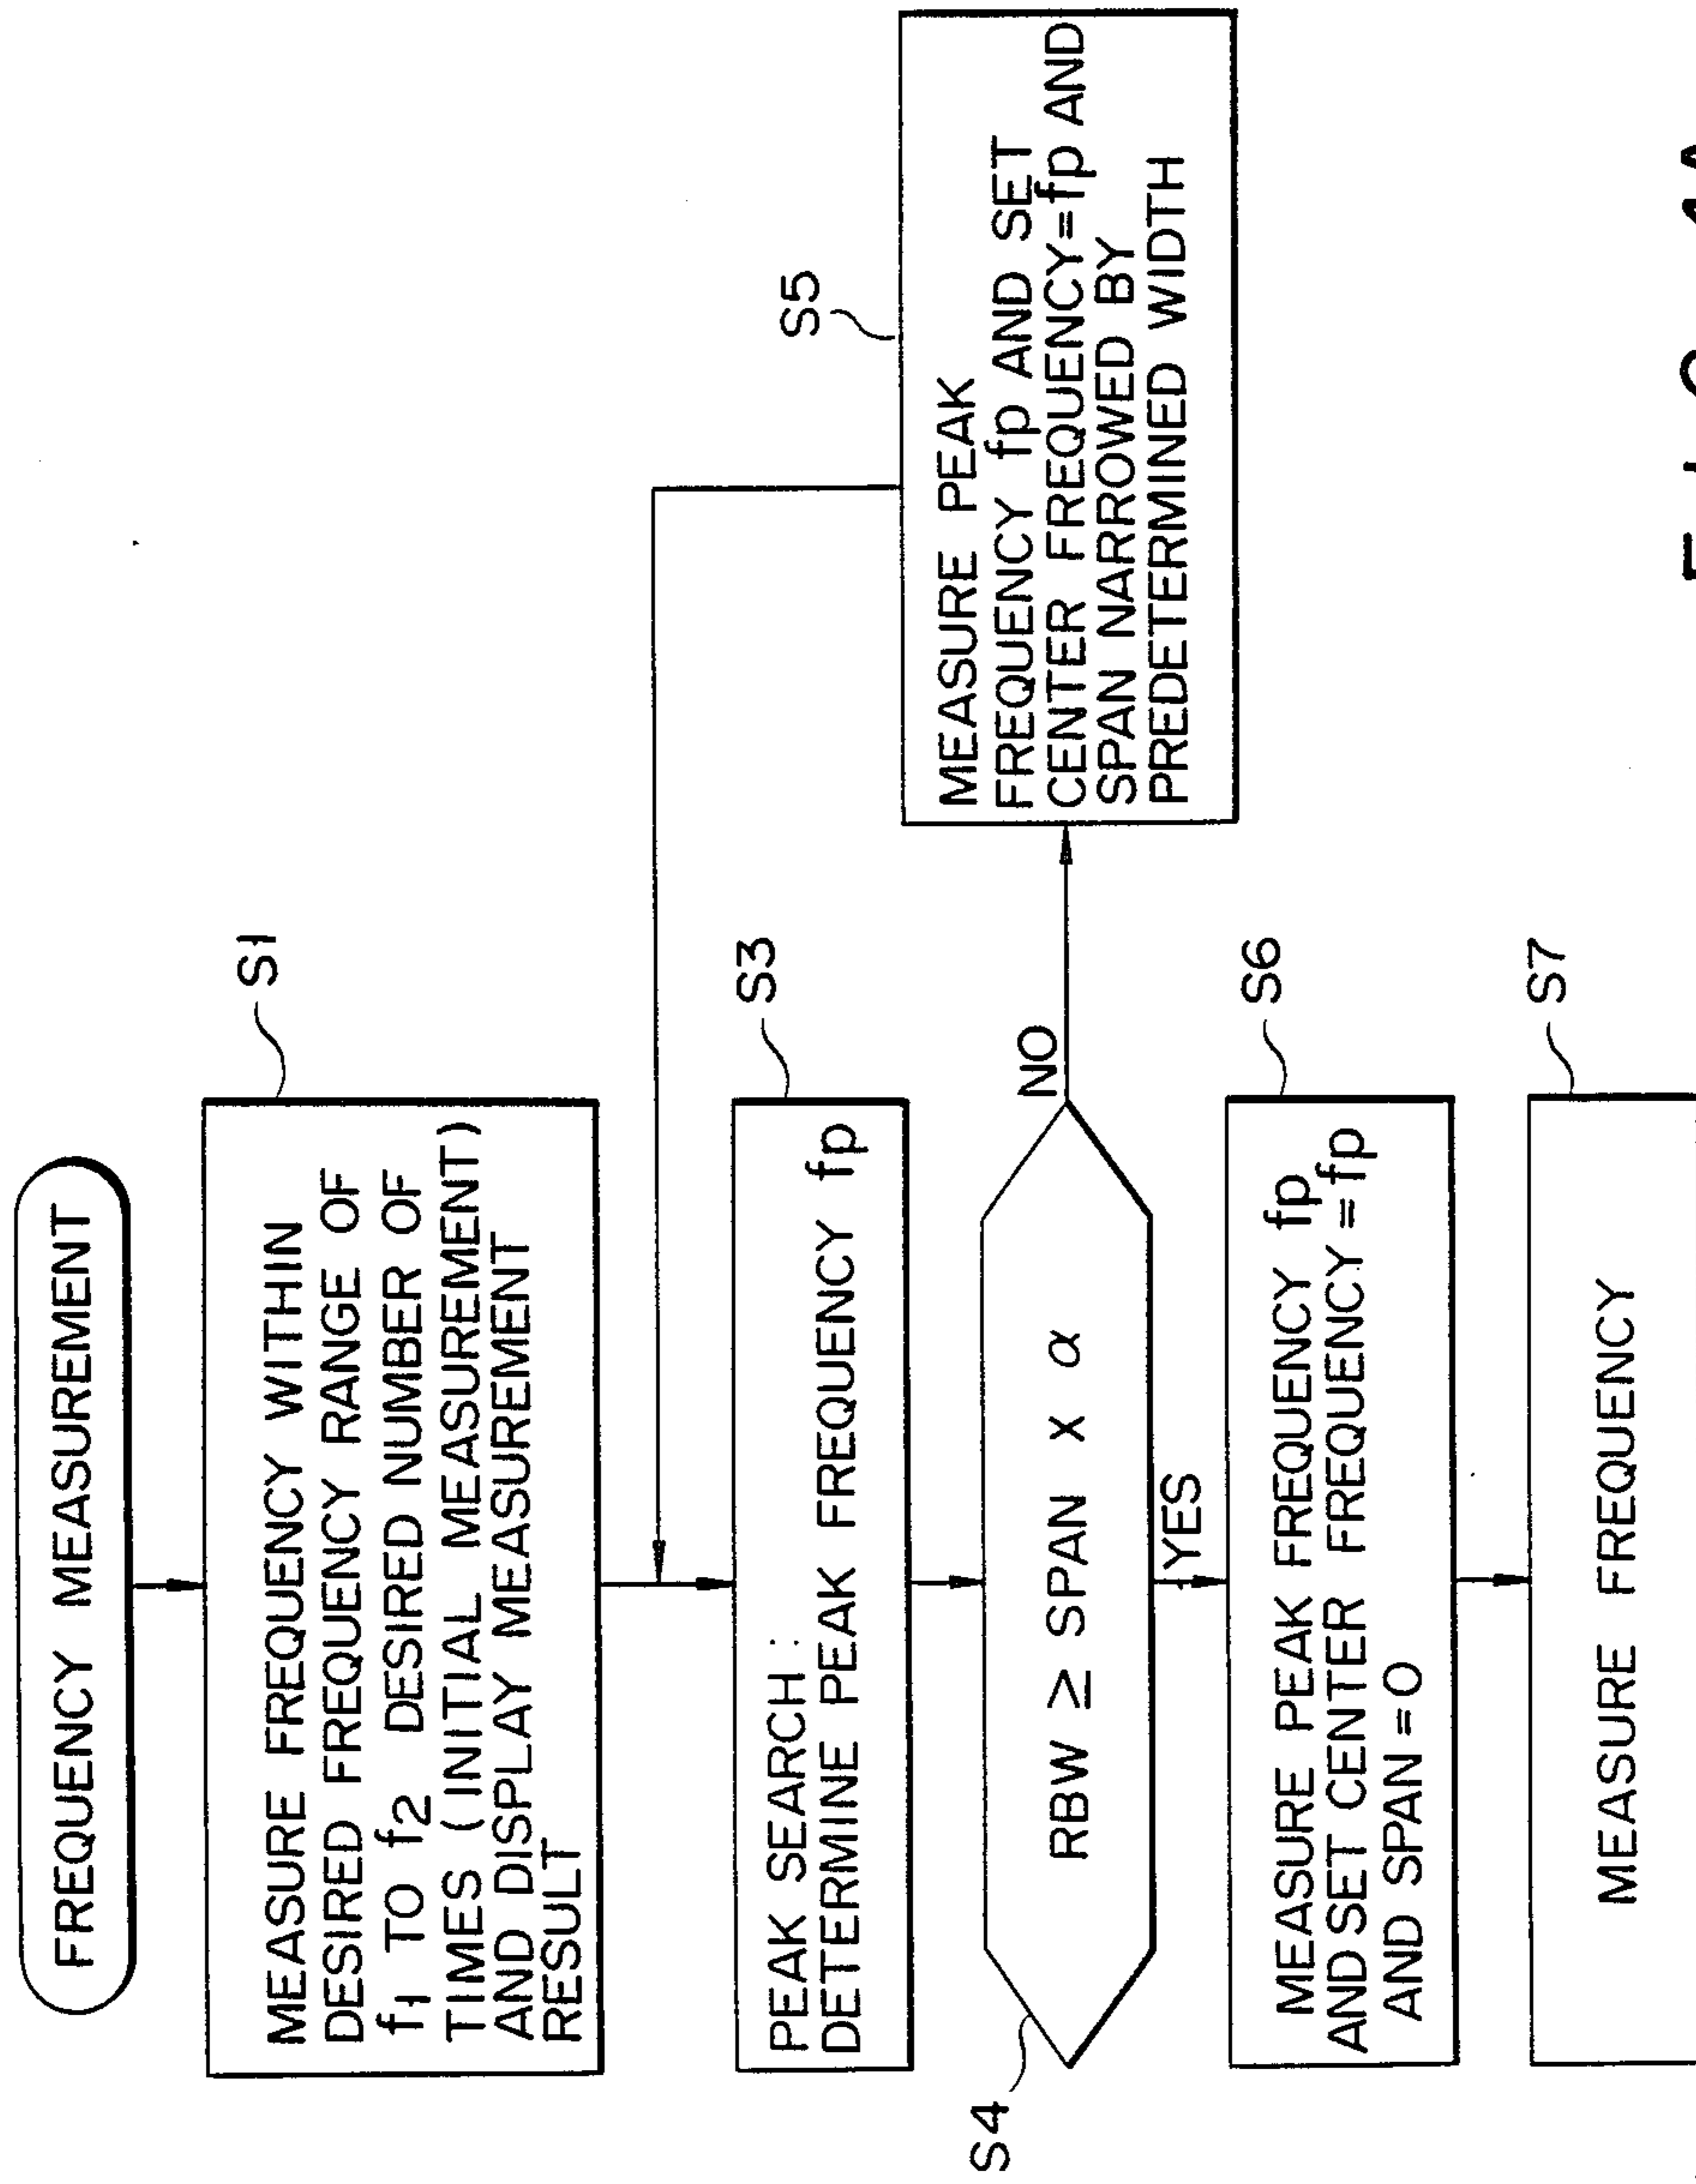 FREQUENCY MEASUREMENT
S1
MEASURE FREQUENCY WITHIN
DESIRED FREQUENCY RANGE OF
f1 TO f2 DESIRED NUMBER OF
TIMES (INITIAL MEASUREMENT)
AND DISPLAY MEASUREMENT
RESULT
S3
PEAK SEARCH:
DETERMINE PEAK FREQUENCY fp
S4
RBW ≥ SPAN x α
NO
YES
S5
MEASURE PEAK
FREQUENCY fp AND SET
CENTER FREQUENCY=fp AND
SPAN NARROWED BY
PREDETERMINED WIDTH
S6
MEASURE PEAK FREQUENCY fp
AND SET CENTER FREQUENCY=fp
AND SPAN=0
S7
MEASURE FREQUENCY